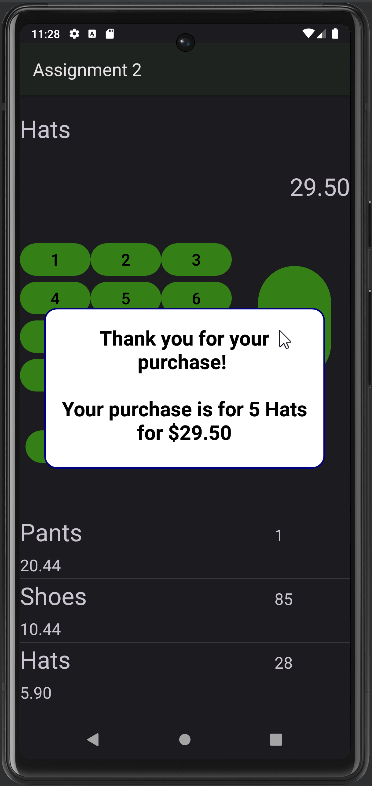 11:28
Assignment 2
Hats
29.50
1 2 3
4 5 6
Thank you for your
purchase!
Your purchase is for 5 Hats
for $29.50
Pants 1
20.44
Shoes 85
10.44
Hats 28
5.90